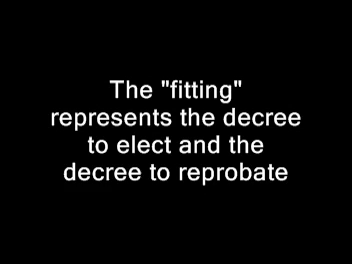 The "fitting"
represents the decree
to elect and the
decree to reprobate